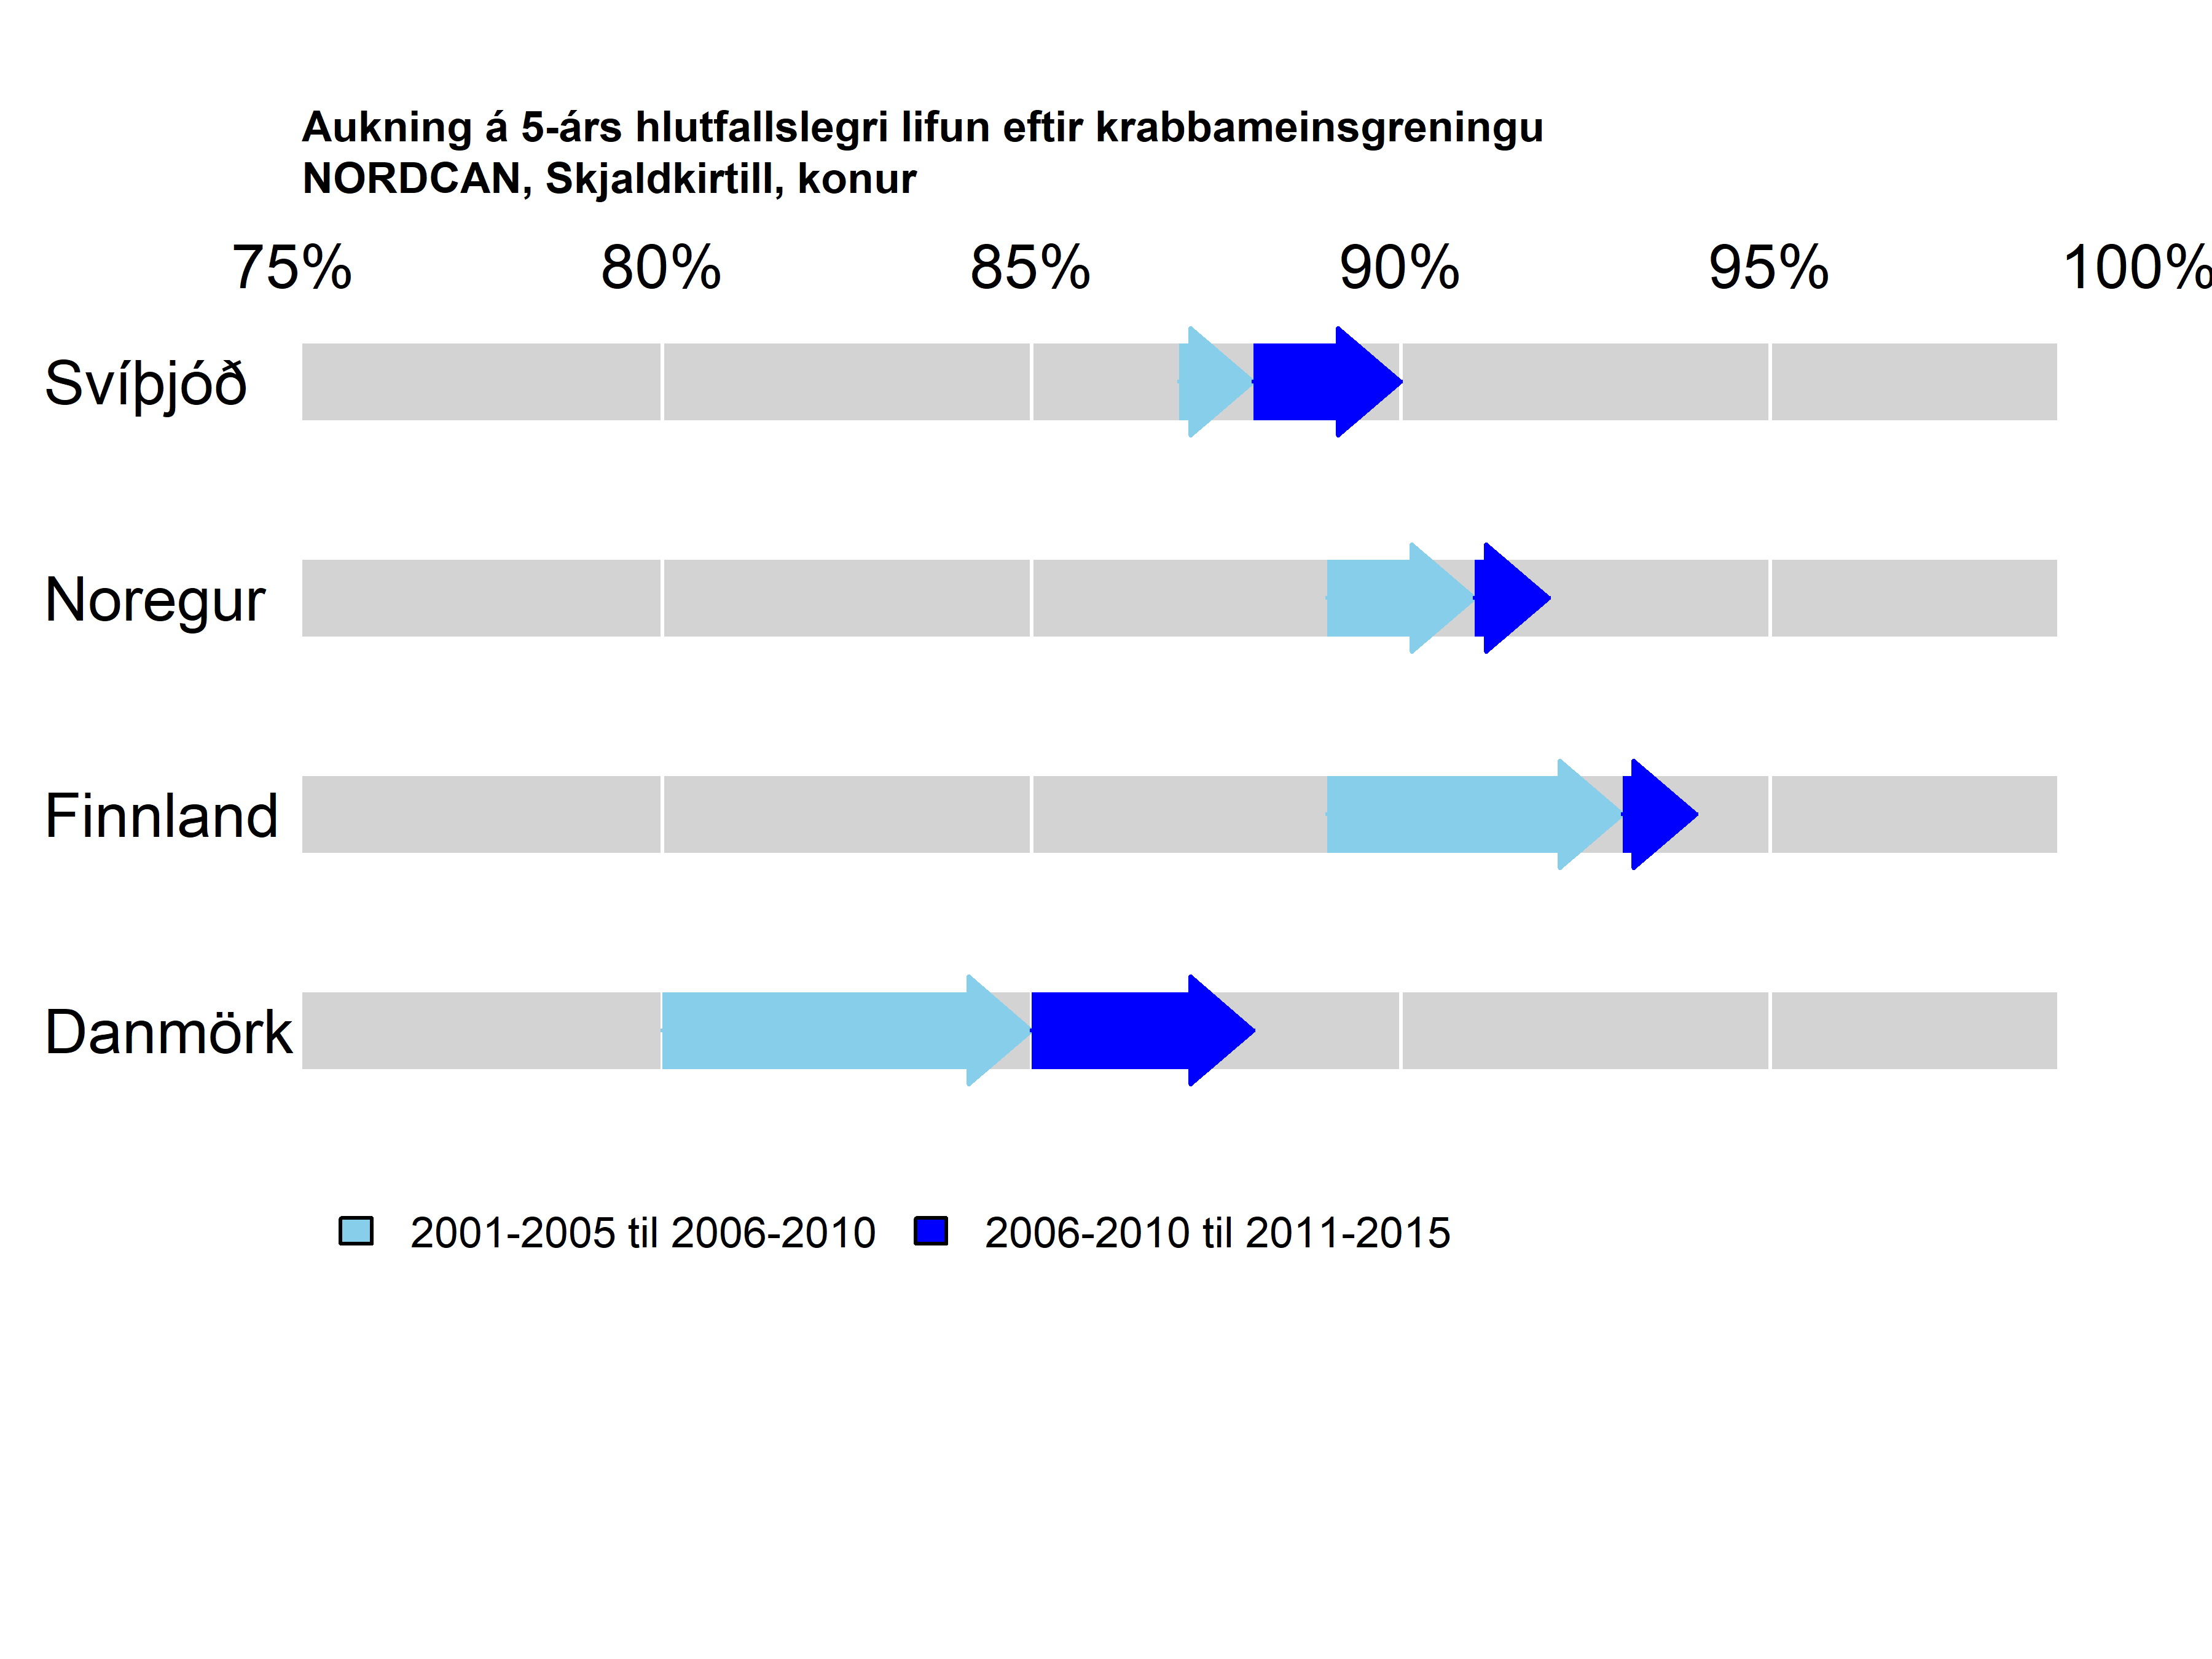 Aukning á 5-árs hlutfallslegri lifun eftir krabbameinsgreningu
NORDCAN, Skjaldkirtill, konur
75% 80% 85% 90% 95% 100%
Svíþjóð
Noregur
Finnland
Danmörk
2001-2005 til 2006-2010 2006-2010 til 2011-2015